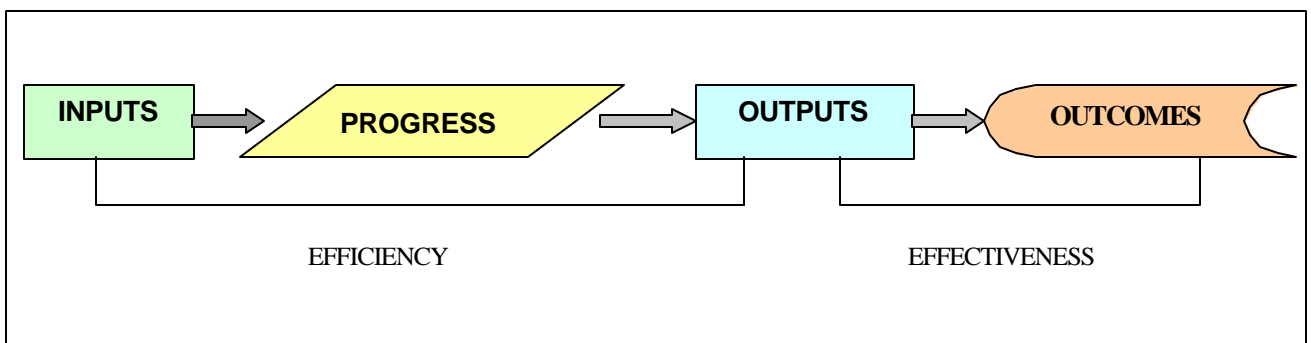 INPUTS
PROGRESS
OUTPUTS
OUTCOMES
EFFICIENCY
EFFECTIVENESS